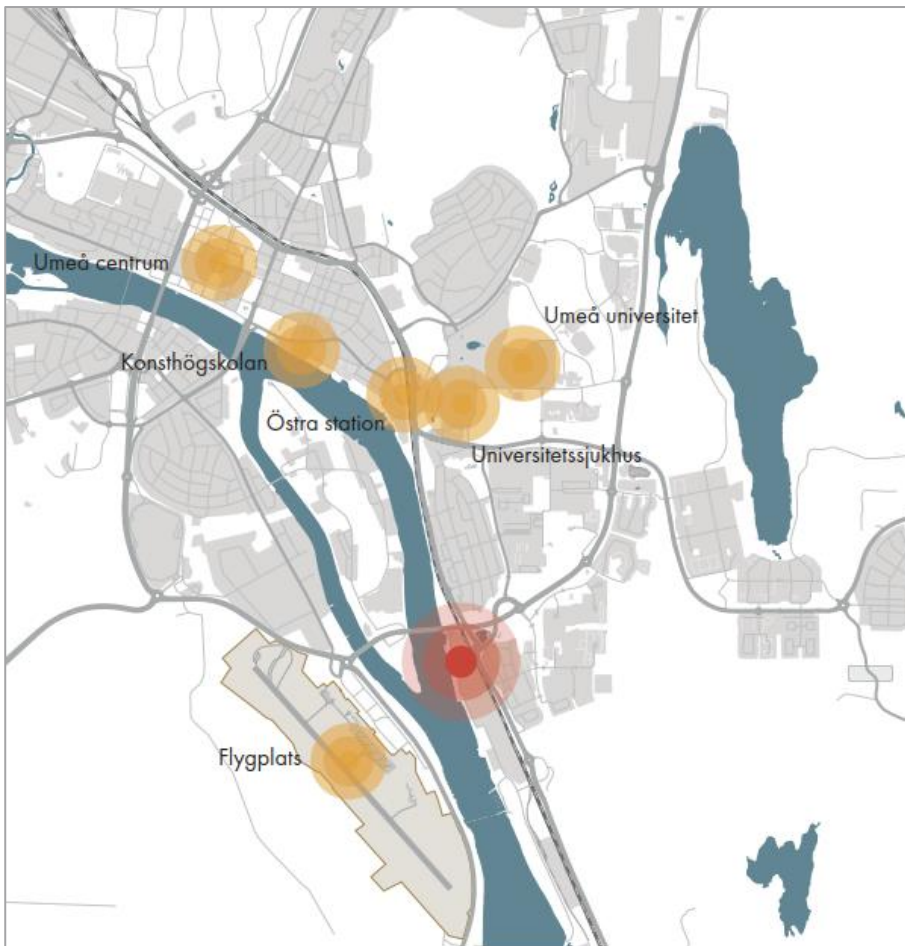 Umeå centrum
Umeå universitet
Konsthögskolan
Östra station
Universitetssjukhus
Flygplats